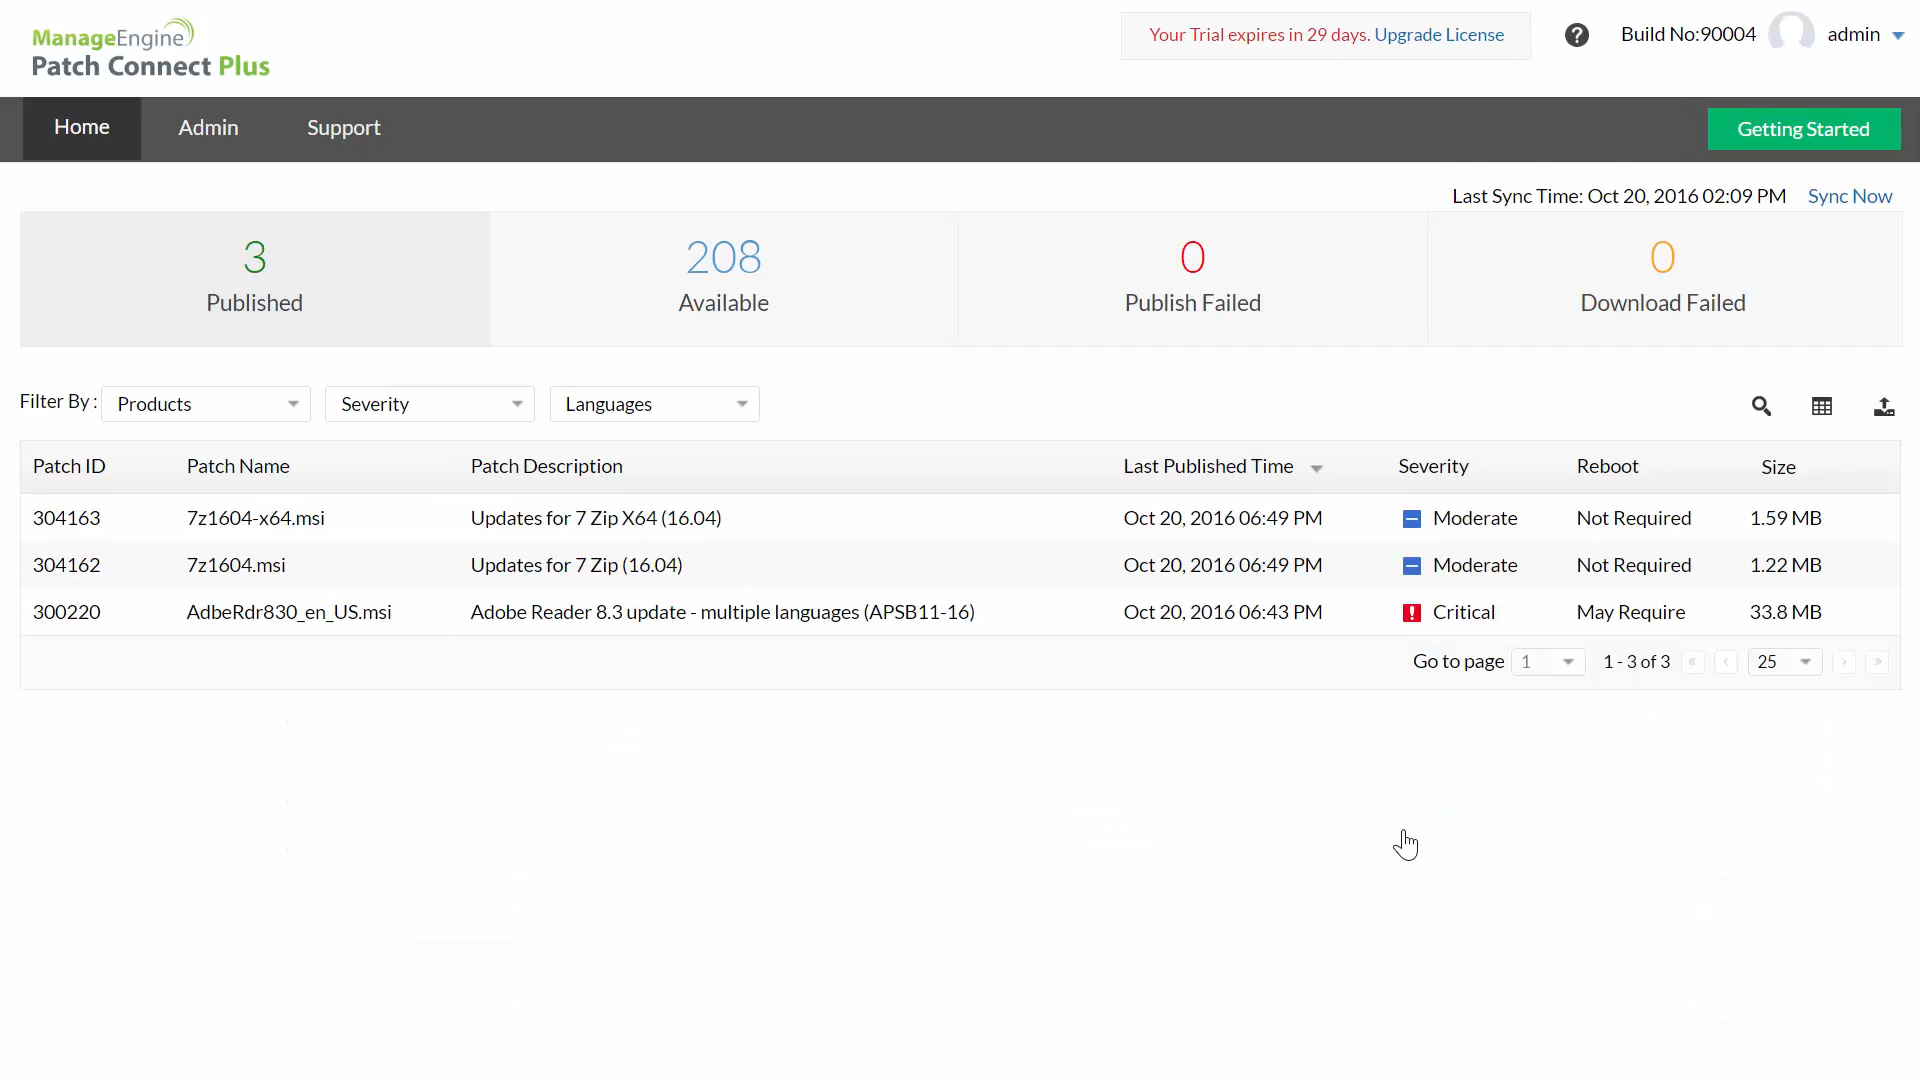 ManageEngine
Patch Connect Plus
Your Trial expires in 29 days. Upgrade License
?
Build No:90004
admin
Home
Admin
Support
Getting Started
Last Sync Time: Oct 20, 2016 02:09 PM
Sync Now
3
Published
208
Available
0
Publish Failed
0
Download Failed
Filter By :
Products
Severity
Languages
Patch ID Patch Name Patch Description Last Published Time Severity Reboot Size
304163 7z1604-x64.msi Updates for 7 Zip X64 (16.04) Oct 20, 2016 06:49 PM Moderate Not Required 1.59 MB
304162 7z1604.msi Updates for 7 Zip (16.04) Oct 20, 2016 06:49 PM Moderate Not Required 1.22 MB
300220 AdbeRdr830_en_US.msi Adobe Reader 8.3 update - multiple languages (APSB11-16) Oct 20, 2016 06:43 PM Critical May Require 33.8 MB
Go to page 1 1 - 3 of 3 « ‹ 25 › »